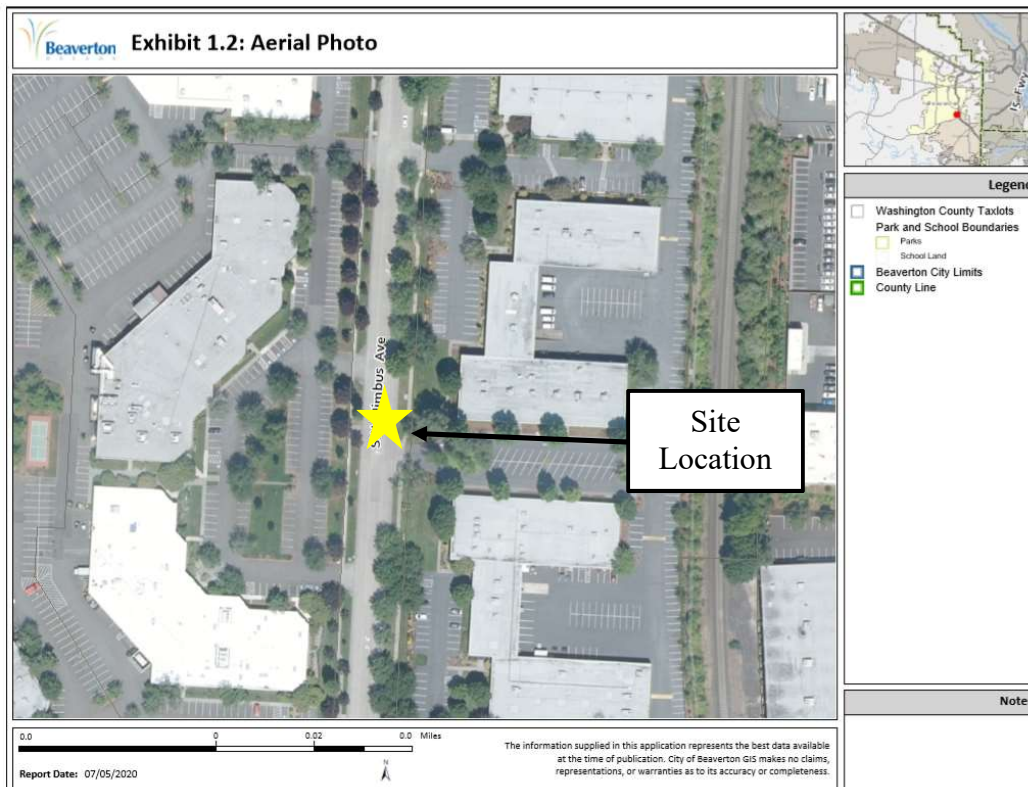 Beaverton
OREGON
Exhibit 1.2: Aerial Photo
imbus Ave
Site
Location
Legend
Washington County Taxlots
Park and School Boundaries
Parks
School Land
Beaverton City Limits
County Line
Note
0.0 0 0.02 0.0 Miles
Report Date: 07/05/2020
N
The information supplied in this application represents the best data available
at the time of publication. City of Beaverton GIS makes no claims,
representations, or warranties as to its accuracy or completeness.